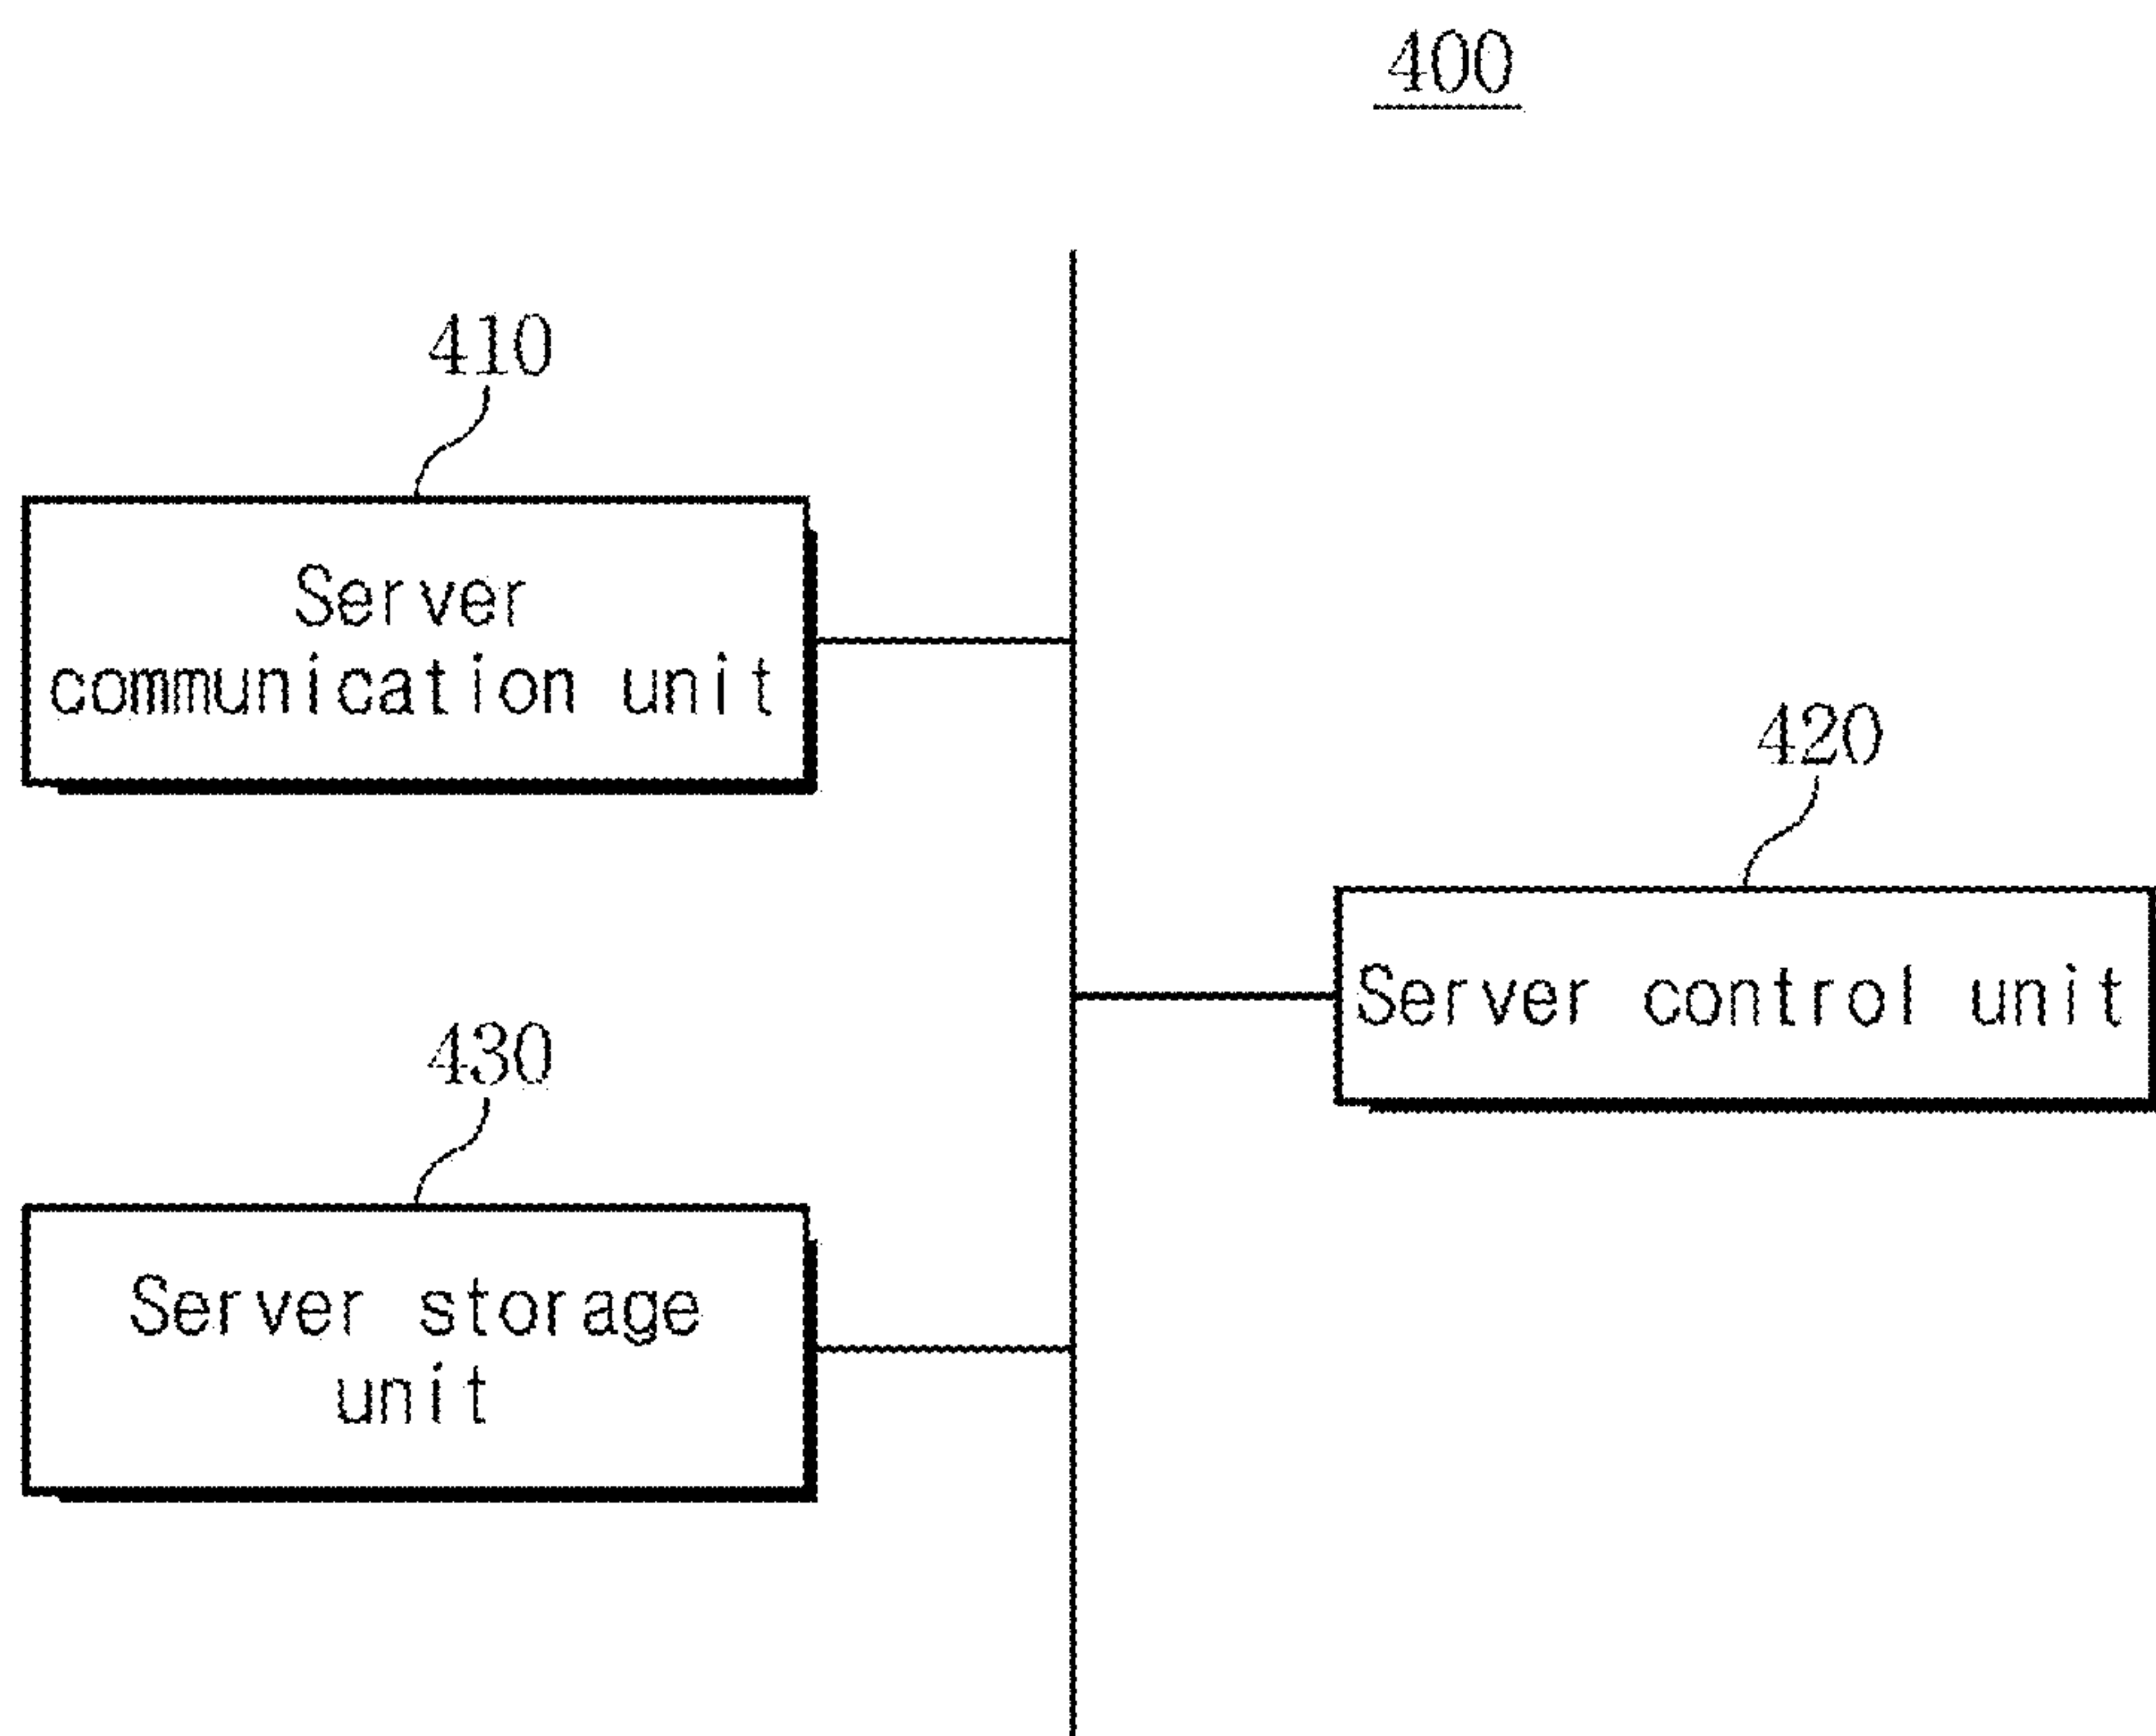 400
410
Server
communication unit
420
Server control unit
430
Server storage
unit